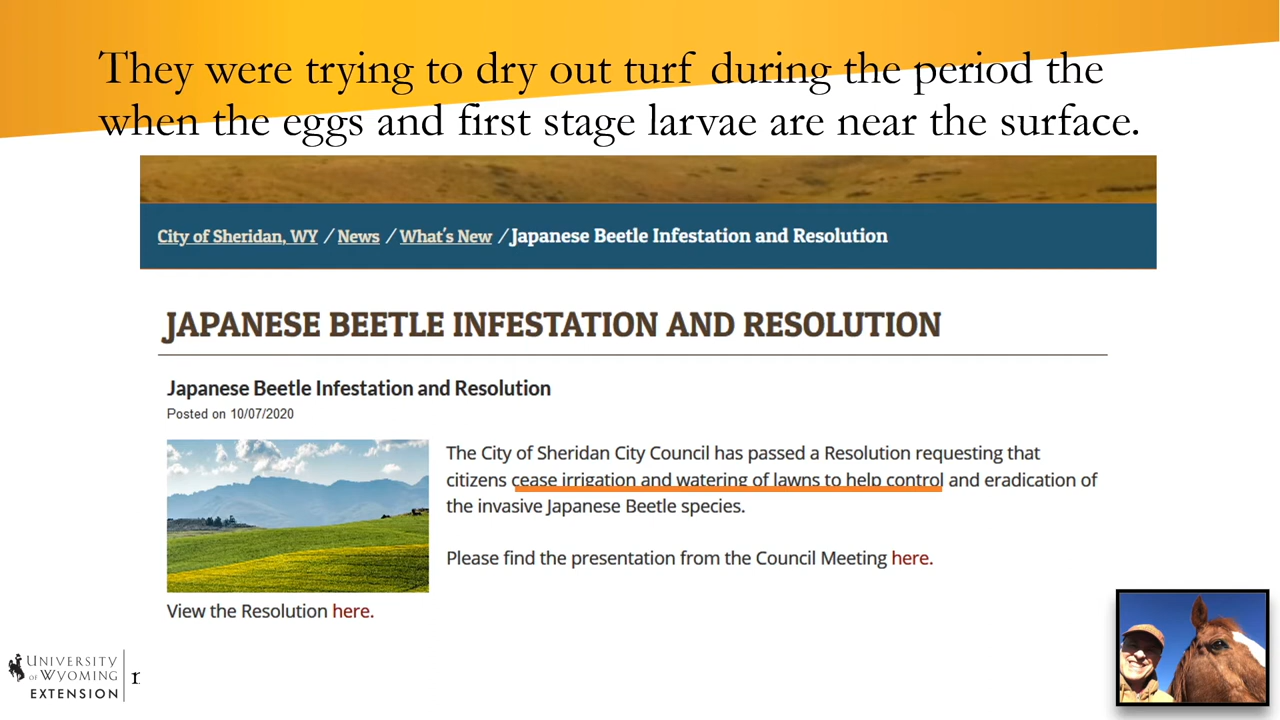 They were trying to dry out turf during the period the
when the eggs and first stage larvae are near the surface.
City of Sheridan, WY / News / What's New / Japanese Beetle Infestation and Resolution
JAPANESE BEETLE INFESTATION AND RESOLUTION
Japanese Beetle Infestation and Resolution
Posted on 10/07/2020
The City of Sheridan City Council has passed a Resolution requesting that
citizens cease irrigation and watering of lawns to help control and eradication of
the invasive Japanese Beetle species.
Please find the presentation from the Council Meeting here.
View the Resolution here.
UNIVERSITY
OF WYOMING
EXTENSION